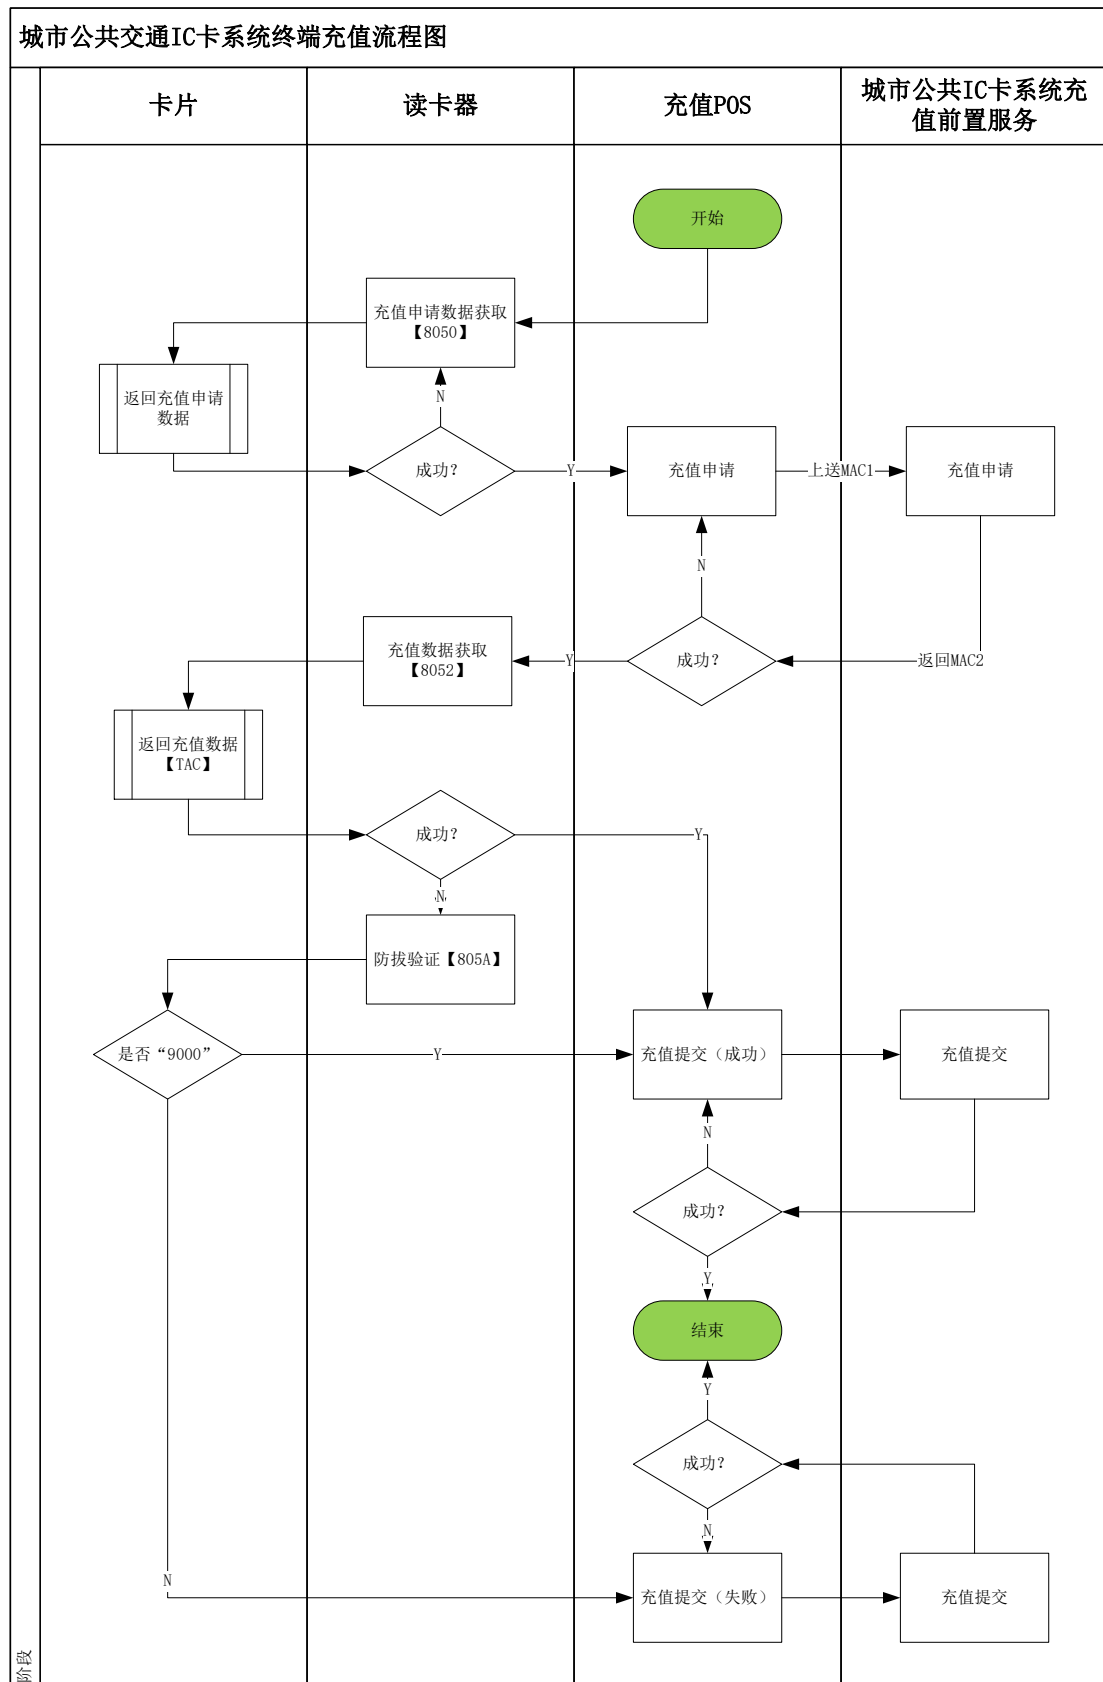 城市公共交通IC卡系统终端充值流程图
卡片
读卡器
充值POS
城市公共IC卡系统充
值前置服务
开始
充值申请数据获取
【8050】
返回充值申请
数据
N
成功?
Y
充值申请
上送MAC1
充值申请
N
充值数据获取
【8052】
Y
成功?
返回MAC2
返回充值数据
【TAC】
成功?
Y
N
防拔验证【805A】
是否“9000”
Y
充值提交（成功）
充值提交
N
成功?
Y
结束
Y
成功?
N
N
充值提交（失败）
充值提交
阶段